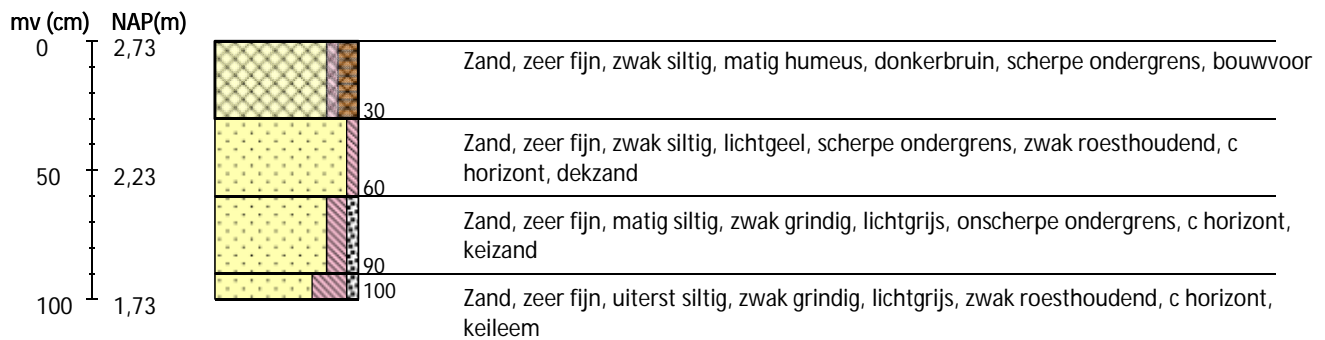 mv (cm) NAP(m)
0 2,73
Zand, zeer fijn, zwak siltig, matig humeus, donkerbruin, scherpe ondergrens, bouwvoor
30
Zand, zeer fijn, zwak siltig, lichtgeel, scherpe ondergrens, zwak roesthoudend, c
horizont, dekzand
50 2,23
60
Zand, zeer fijn, matig siltig, zwak grindig, lichtgrijs, onscherpe ondergrens, c horizont,
keizand
90
100
Zand, zeer fijn, uiterst siltig, zwak grindig, lichtgrijs, zwak roesthoudend, c horizont,
keileem
100 1,73